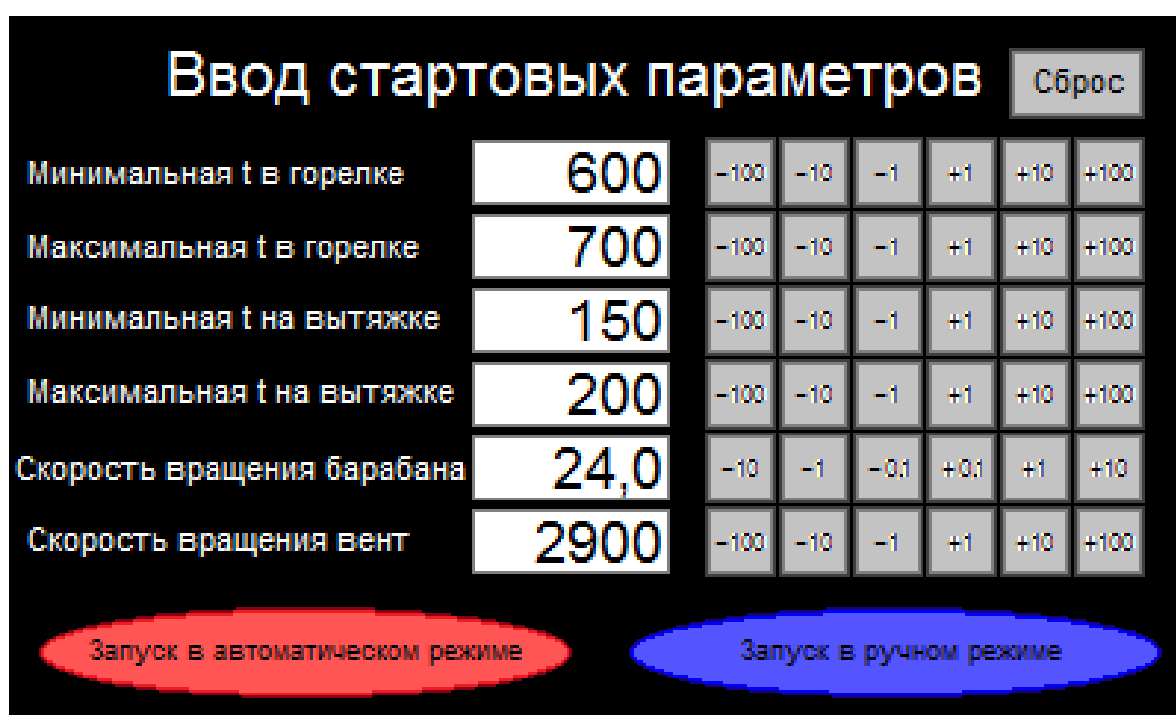 Ввод стартовых параметров Сброс
Минимальная t в горелке 600 -100 -10 -1 +1 +10 +100
Максимальная t в горелке 700 -100 -10 -1 +1 +10 +100
Минимальная t на вытяжке 150 -100 -10 -1 +1 +10 +100
Максимальная t на вытяжке 200 -100 -10 -1 +1 +10 +100
Скорость вращения барабана 24,0 -10 -1 -0,1 +0,1 +1 +10
Скорость вращения вент 2900 -100 -10 -1 +1 +10 +100
Запуск в автоматическом режиме Запуск в ручном режиме